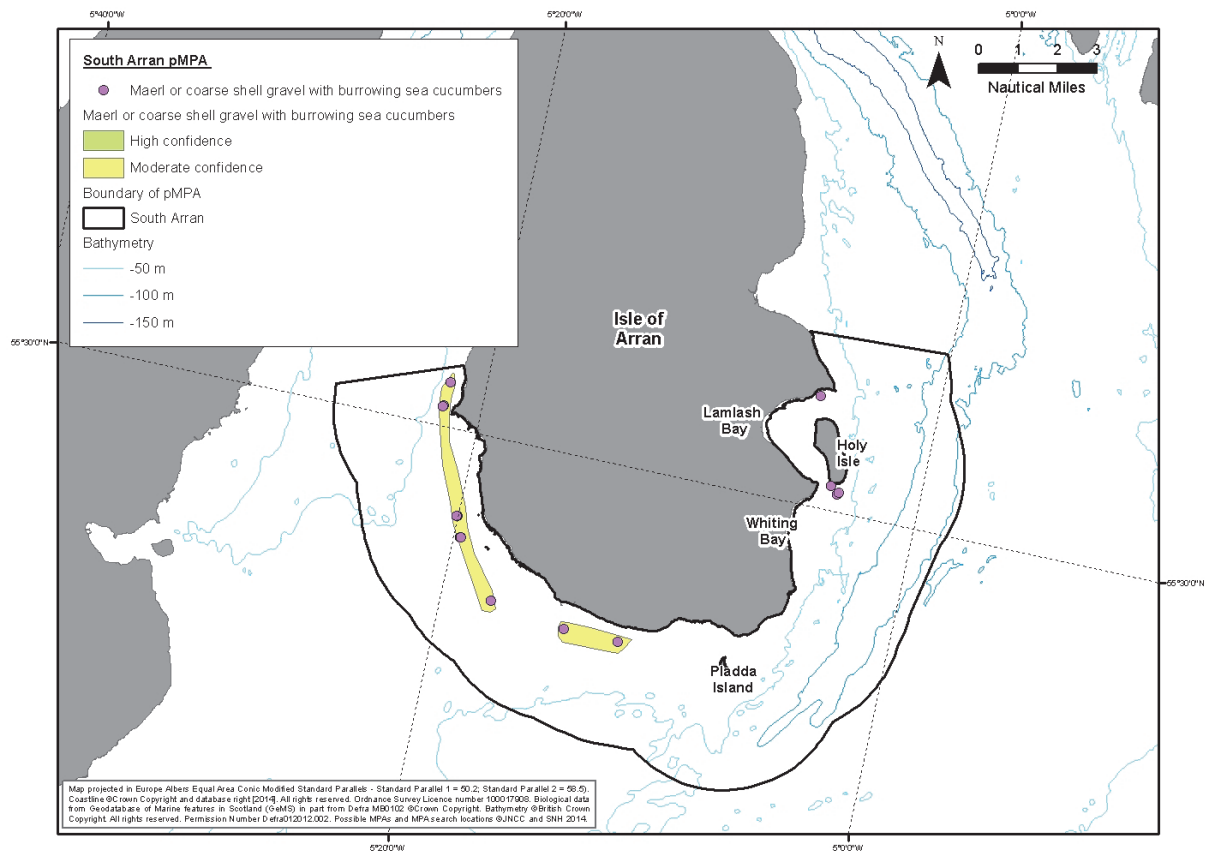 5°40'0"W
5°20'0"W
5°0'0"W
South Arran pMPA
Maerl or coarse shell gravel with burrowing sea cucumbers
Maerl or coarse shell gravel with burrowing sea cucumbers
High confidence
Moderate confidence
Boundary of pMPA
South Arran
Bathymetry
-50 m
-100 m
-150 m
N
0 1 2 3
Nautical Miles
55°30'0"N
Isle of
Arran
Lamlash
Bay
Holy
Isle
Whiting
Bay
55°30'0"N
Pladda
Island
Map projected in Europe Albers Equal Area Conic Modified Standard Parallels - Standard Parallel 1 = 50.2; Standard Parallel 2 = 58.5).
Coastline ©Crown Copyright and database right [2014]. All rights reserved. Ordnance Survey Licence number 100017908. Biological data
from Geodatabase of Marine features in Scotland (GeMS) in part from Defra MB0102 ©Crown Copyright. Bathymetry ©British Crown
Copyright. All rights reserved. Permission Number Defra012012.002. Possible MPAs and MPA search locations ©JNCC and SNH 2014.
5°20'0"W
5°0'0"W